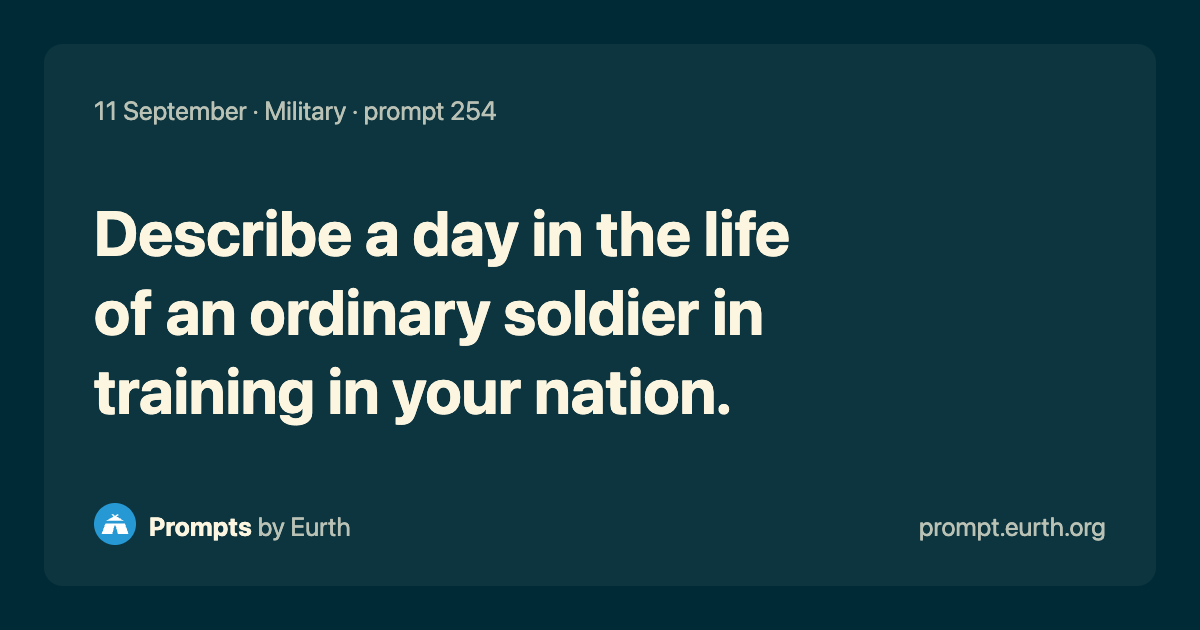 11 September · Military · prompt 254
Describe a day in the life
of an ordinary soldier in
training in your nation.
Prompts by Eurth
prompt.eurth.org